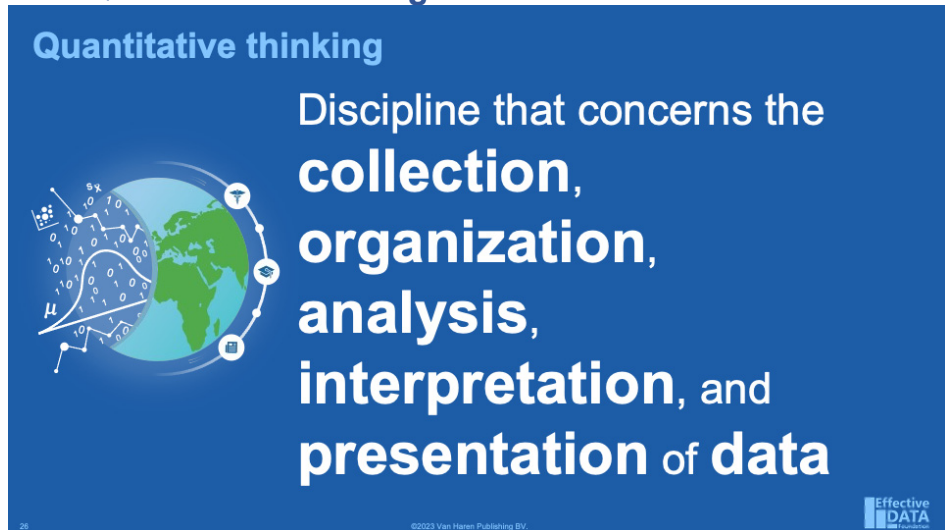 Quantitative thinking
Discipline that concerns the
collection,
organization,
analysis,
interpretation, and
presentation of data
μ
26
©2023 Van Haren Publishing BV.
Effective
DATA
Foundation